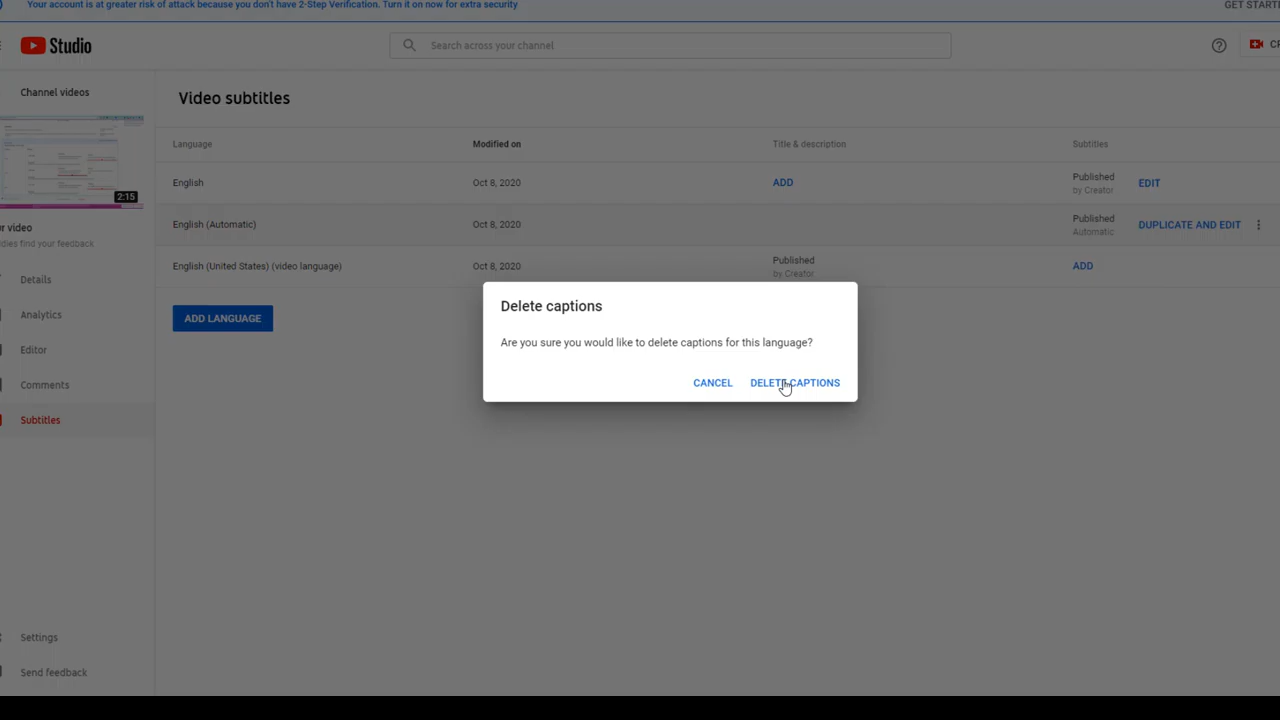 Your account is at greater risk of attack because you don't have 2-Step Verification. Turn it on now for extra security
GET START
Studio
Search across your channel
Channel videos
Video subtitles
Language
Modified on
Title & description
Subtitles
2:15
English
Oct 8, 2020
ADD
Published
by Creator
EDIT
English (Automatic)
Oct 8, 2020
Published
Automatic
DUPLICATE AND EDIT
English (United States) (video language)
Oct 8, 2020
Published
by Creator
ADD
ADD LANGUAGE
Delete captions
Are you sure you would like to delete captions for this language?
CANCEL
DELETE CAPTIONS
r video
dies find your feedback
Details
Analytics
Editor
Comments
Subtitles
Settings
Send feedback